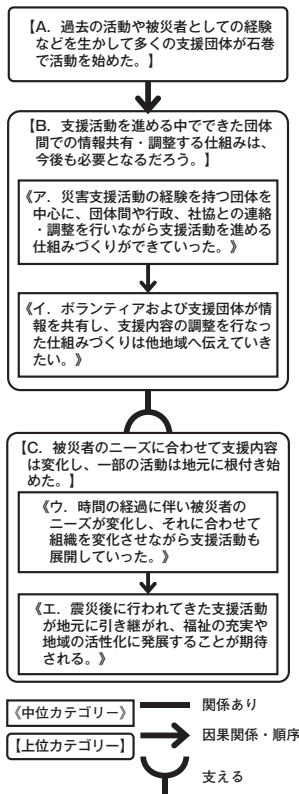 【A．過去の活動や被災者としての経験
などを生かして多くの支援団体が石巻
で活動を始めた。】
【B．支援活動を進める中でできた団体
間での情報共有・調整する仕組みは、
今後も必要となるだろう。】
《ア．災害支援活動の経験を持つ団体を
中心に、団体間や行政、社協との連絡
・調整を行いながら支援活動を進める
仕組みづくりができていった。》
《イ．ボランティアおよび支援団体が情
報を共有し、支援内容の調整を行なっ
た仕組みづくりは他地域へ伝えていき
たい。》
【C．被災者のニーズに合わせて支援内容
は変化し、一部の活動は地元に根付き始
めた。】
《ウ．時間の経過に伴い被災者の
ニーズが変化し、それに合わせて
組織を変化させながら支援活動も
展開していった。》
《エ．震災後に行われてきた支援活動
が地元に引き継がれ、福祉の充実や
地域の活性化に発展することが期待
される。》
《中位カテゴリー》
関係あり
【上位カテゴリー】
因果関係・順序
支える